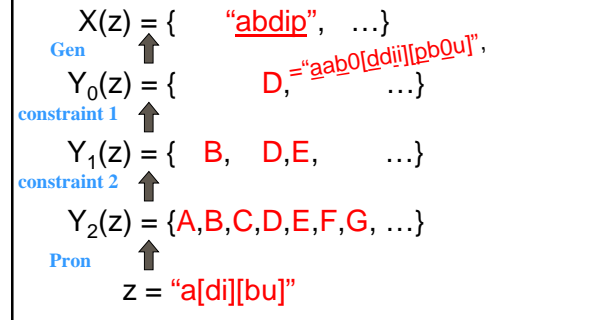 X(z) = { "abdip", …}
Gen
Y₀(z) = { D, ="aab0[ddii][pb0u]", …}
constraint 1
Y₁(z) = { B, D,E, …}
constraint 2
Y₂(z) = {A,B,C,D,E,F,G, …}
Pron
z = "a[di][bu]"